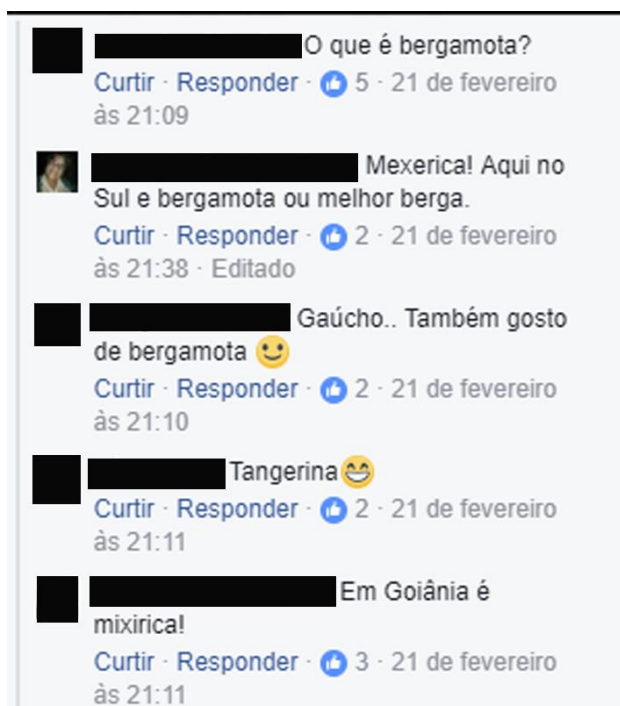 O que é bergamota?
Curtir · Responder · 5 · 21 de fevereiro
às 21:09
Mexerica! Aqui no
Sul e bergamota ou melhor berga.
Curtir · Responder · 2 · 21 de fevereiro
às 21:38 · Editado
Gaúcho.. Também gosto
de bergamota 🙂
Curtir · Responder · 2 · 21 de fevereiro
às 21:10
Tangerina😁
Curtir · Responder · 2 · 21 de fevereiro
às 21:11
Em Goiânia é
mixirica!
Curtir · Responder · 3 · 21 de fevereiro
às 21:11